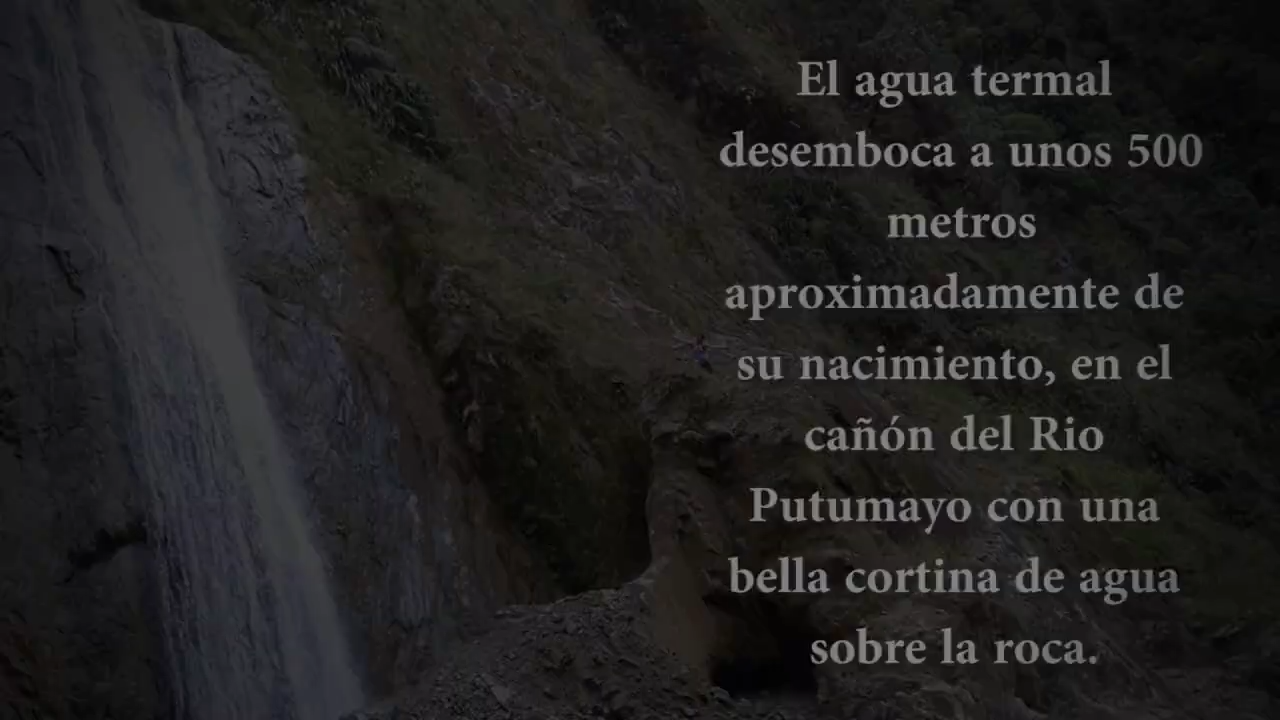 El agua termal
desemboca a unos 500
metros
aproximadamente de
su nacimiento, en el
cañón del Rio
Putumayo con una
bella cortina de agua
sobre la roca.